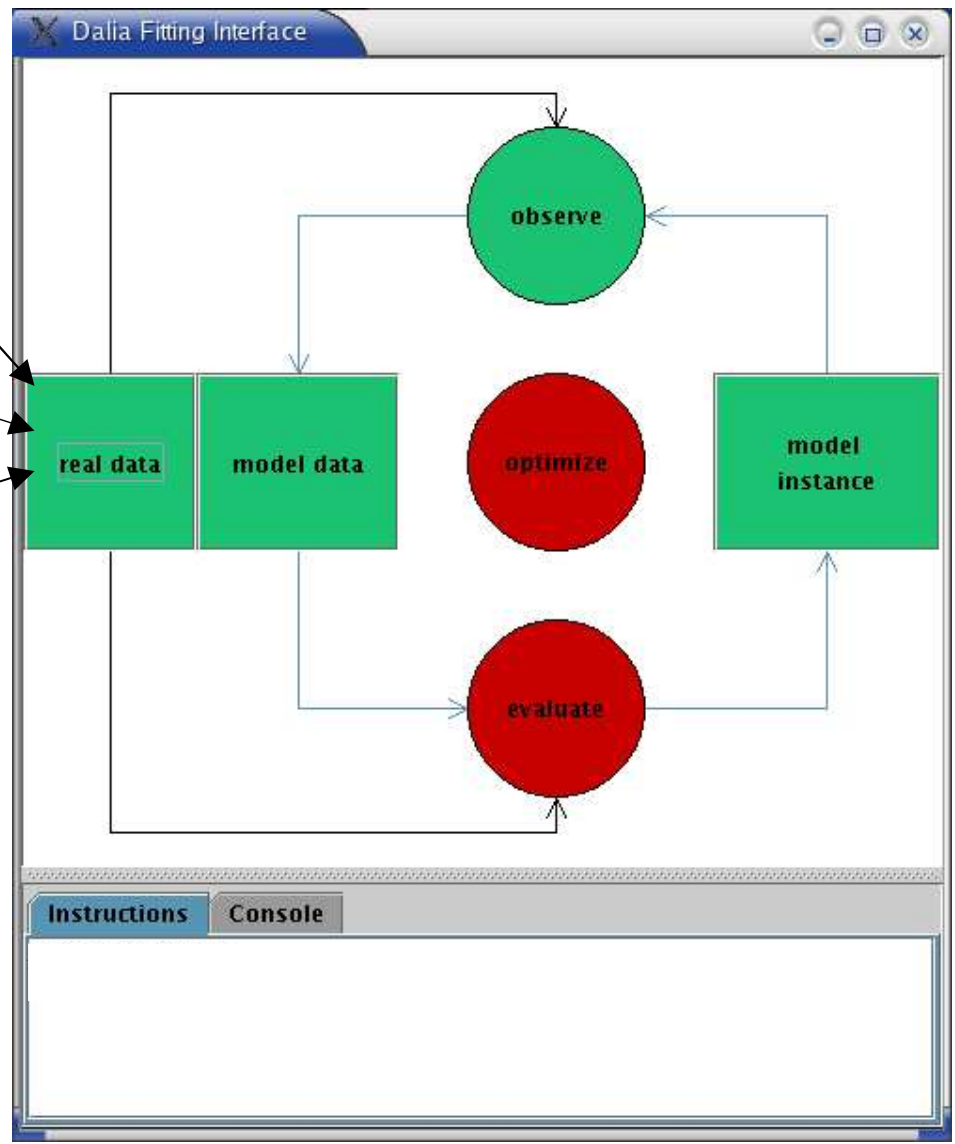 Dalia Fitting Interface
observe
real data
model data
optimize
model
instance
evaluate
Instructions
Console